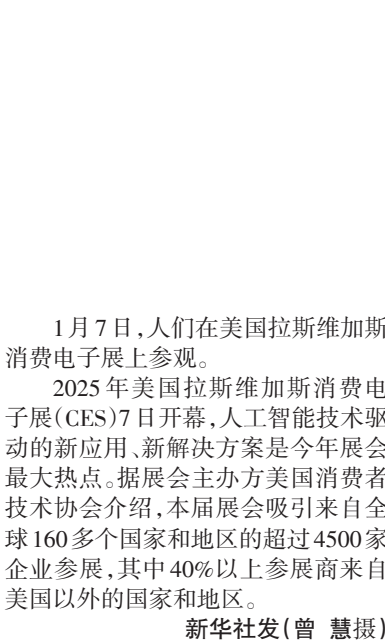 1月7日,人们在美国拉斯维加斯
消费电子展上参观。
2025年美国拉斯维加斯消费电
子展(CES)7日开幕,人工智能技术驱
动的新应用、新解决方案是今年展会
最大热点。据展会主办方美国消费者
技术协会介绍,本届展会吸引来自全
球160多个国家和地区的超过4500家
企业参展,其中40%以上参展商来自
美国以外的国家和地区。
新华社发(曾 慧摄)